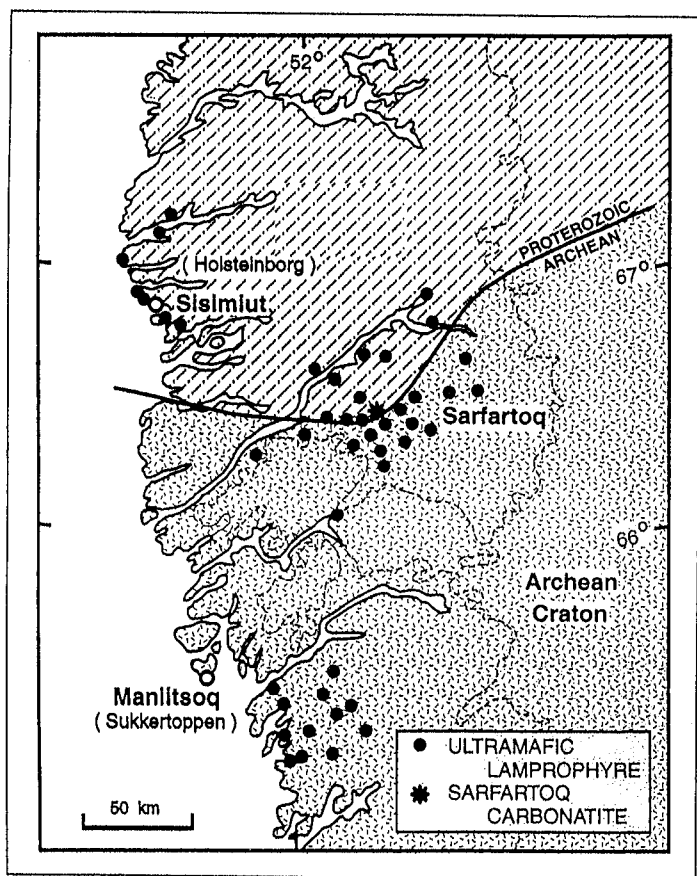 52°
PROTEROZOIC
ARCHEAN
67°
( Holsteinborg )
Sisimiut
Sarfartoq
66°
Archean
Craton
Maniitsoq
( Sukkertoppen )
ULTRAMAFIC
LAMPROPHYRE
SARFARTOQ
CARBONATITE
50 km